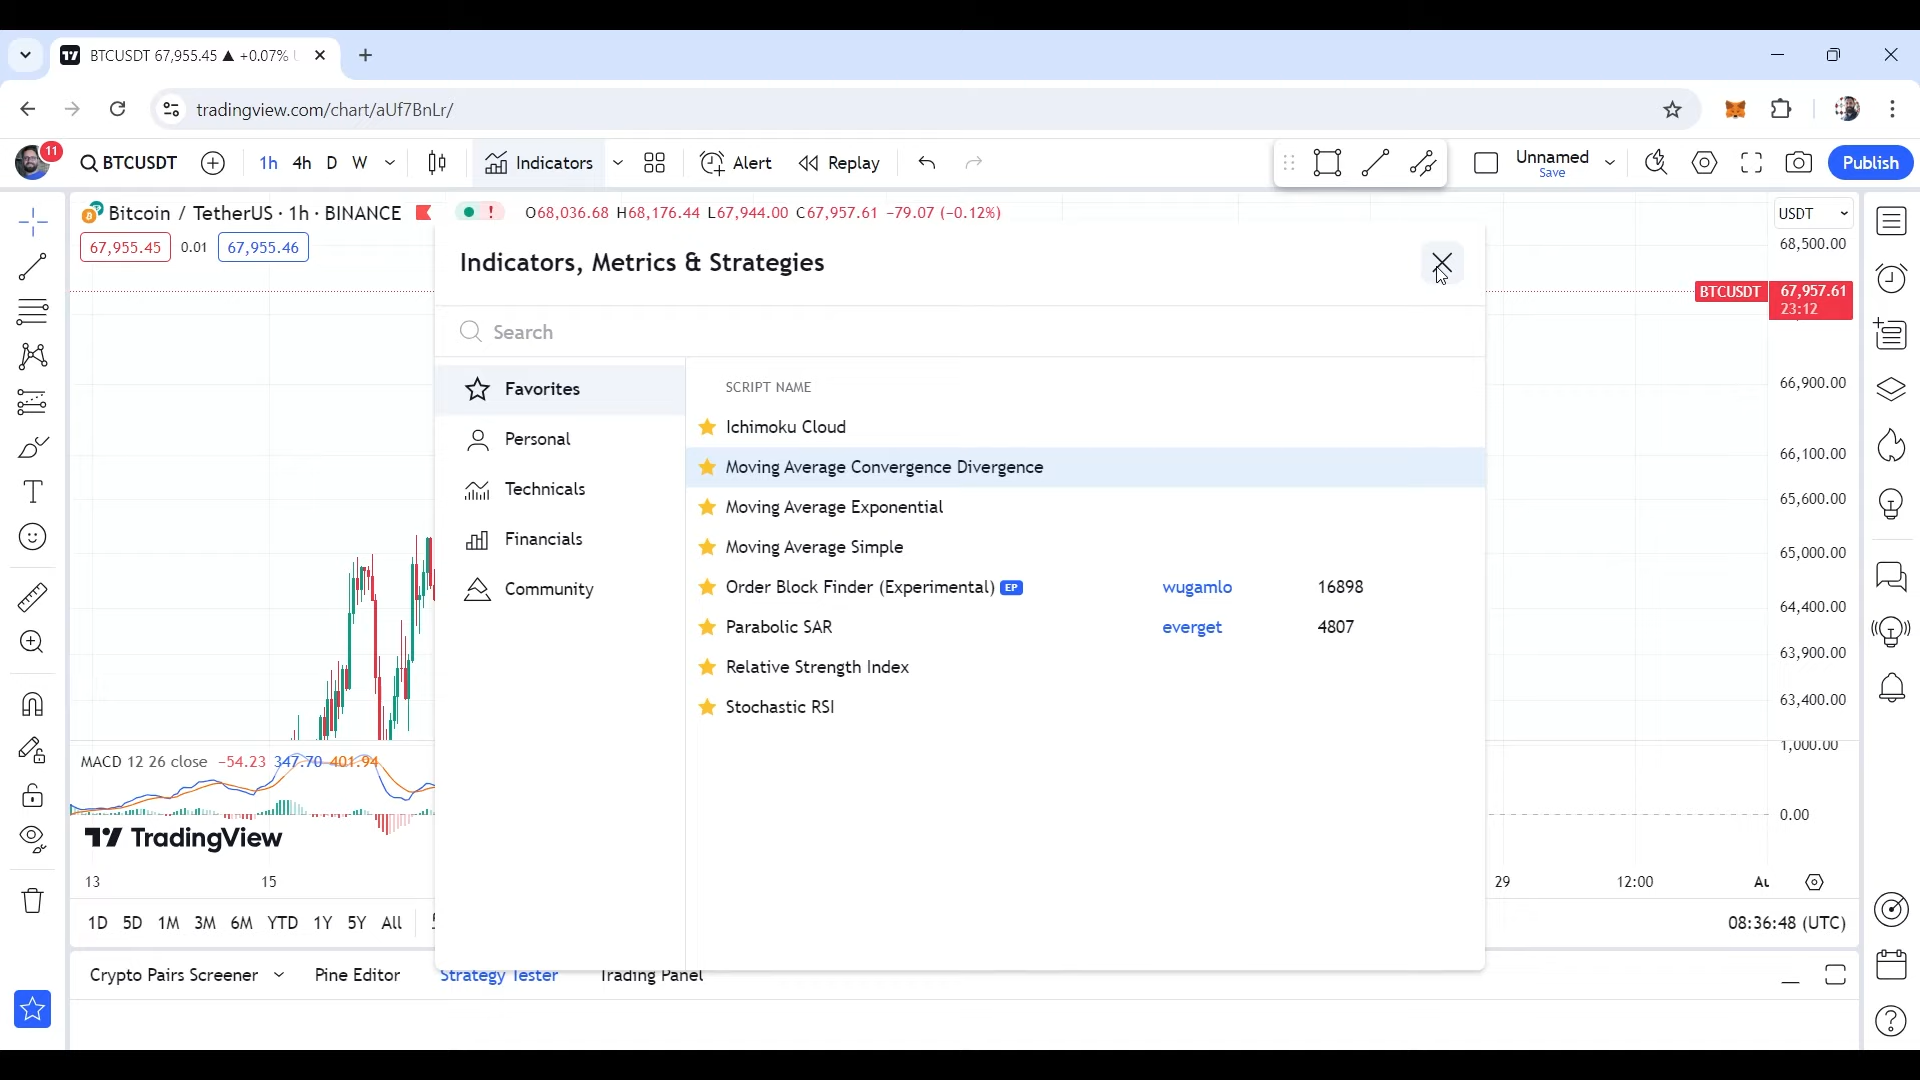 BTCUSDT 67,955.45 ▲ +0.07%
tradingview.com/chart/aUf7BnLr/
11
BTCUSDT 1h 4h D W Indicators Alert Replay Unnamed Save Publish
Bitcoin / TetherUS · 1h · BINANCE ! O68,036.68 H68,176.44 L67,944.00 C67,957.61 −79.07 (−0.12%) USDT
67,955.45 0.01 67,955.46
68,500.00
Indicators, Metrics & Strategies
BTCUSDT 67,957.61
23:12
Search
Favorites
Personal
Technicals
Financials
Community
SCRIPT NAME
Ichimoku Cloud
Moving Average Convergence Divergence
Moving Average Exponential
Moving Average Simple
Order Block Finder (Experimental) EP wugamlo 16898
Parabolic SAR everget 4807
Relative Strength Index
Stochastic RSI
66,900.00
66,100.00
65,600.00
65,000.00
64,400.00
63,900.00
63,400.00
1,000.00
0.00
MACD 12 26 close −54.23 347.70 401.94
TradingView
13 15 29 12:00
1D 5D 1M 3M 6M YTD 1Y 5Y All 08:36:48 (UTC)
Crypto Pairs Screener Pine Editor Strategy Tester Trading Panel